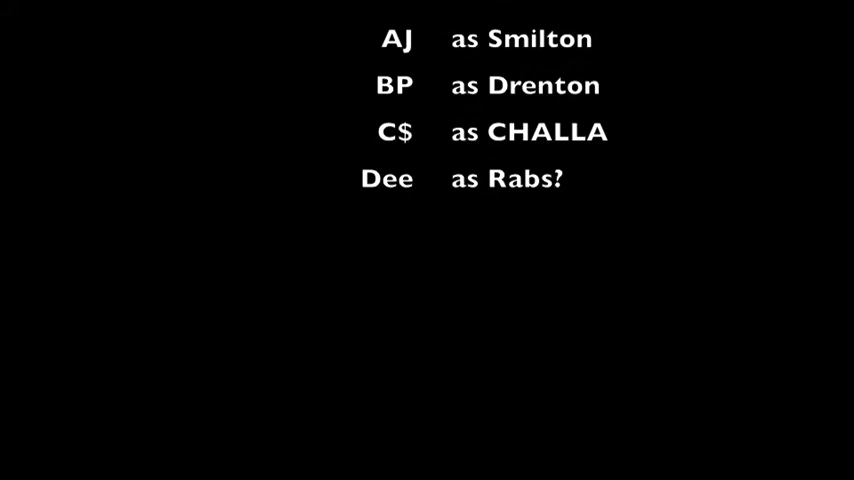 AJ as Smilton
BP as Drenton
C$ as CHALLA
Dee as Rabs?